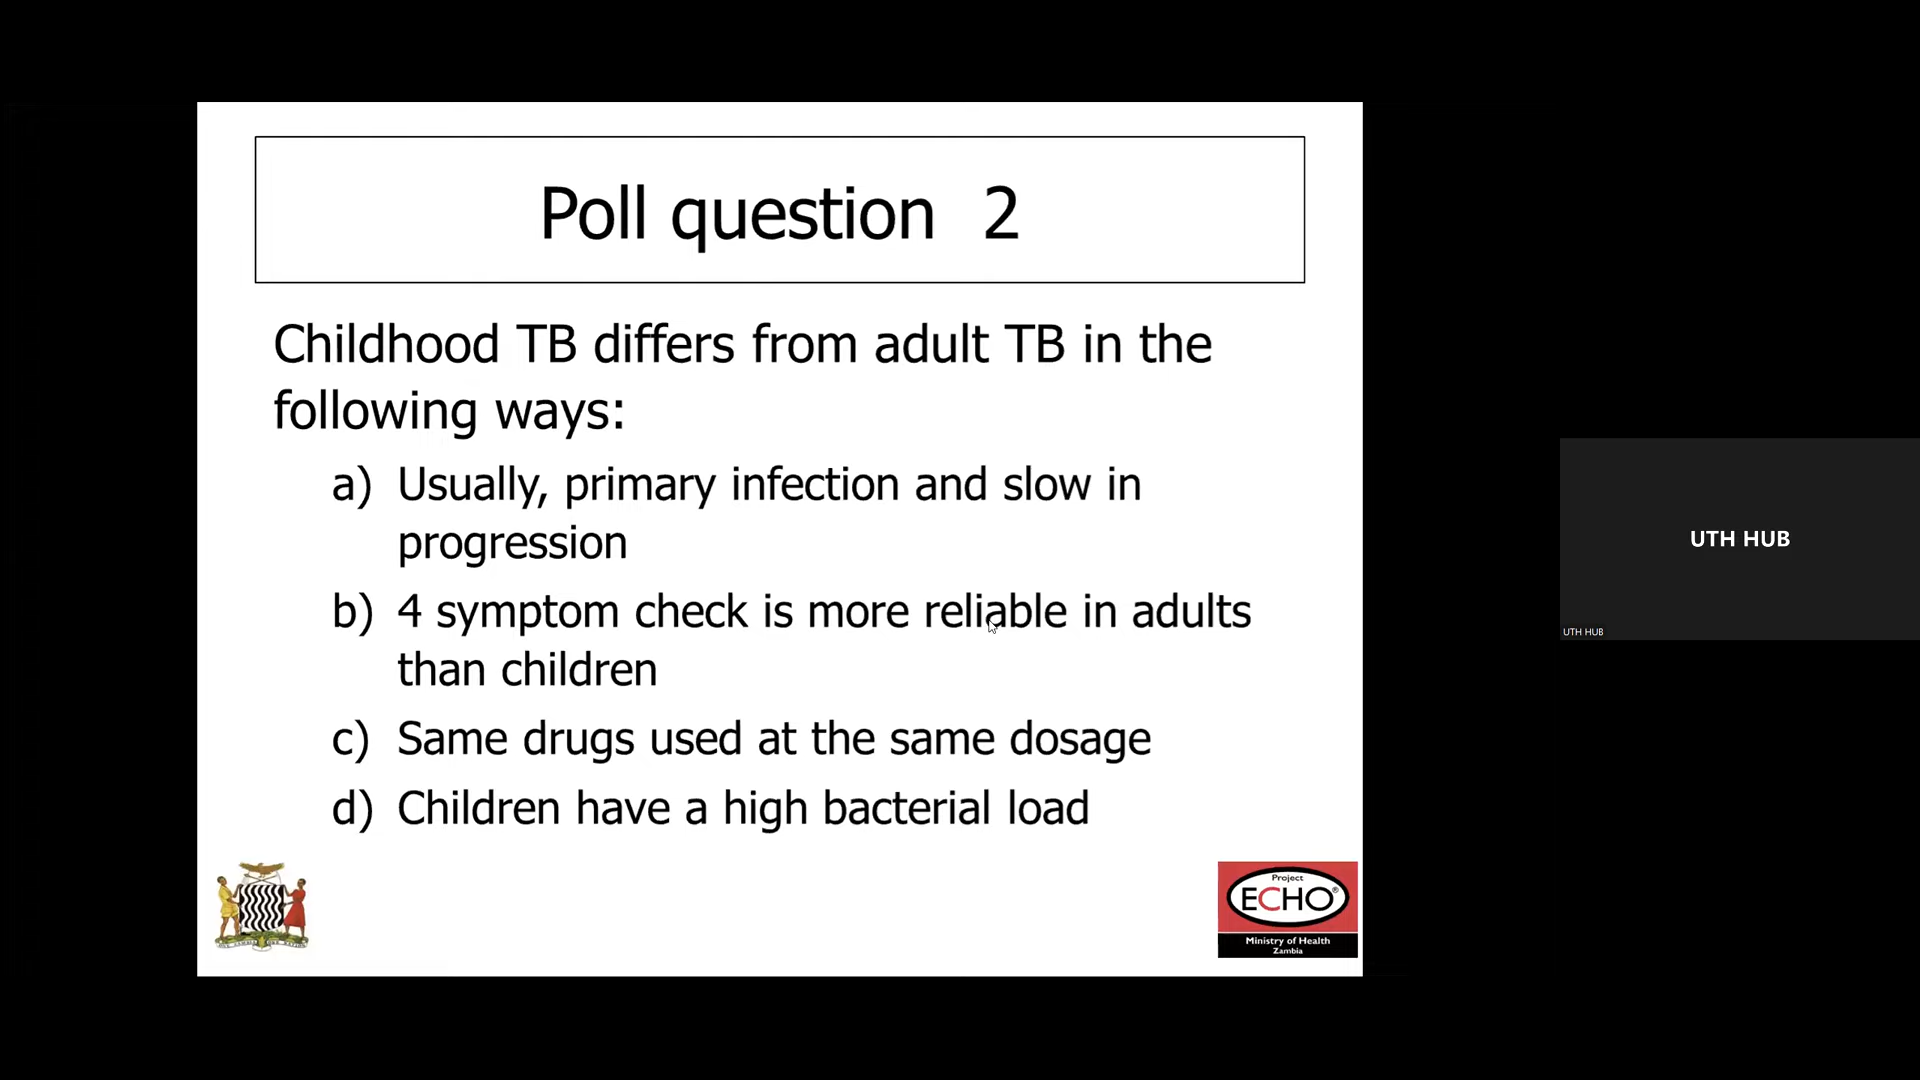 Poll question 2
Childhood TB differs from adult TB in the
following ways:
a) Usually, primary infection and slow in
progression
b) 4 symptom check is more reliable in adults
than children
c) Same drugs used at the same dosage
d) Children have a high bacterial load
Project
ECHO®
Ministry of Health
Zambia
UTH HUB
UTH HUB